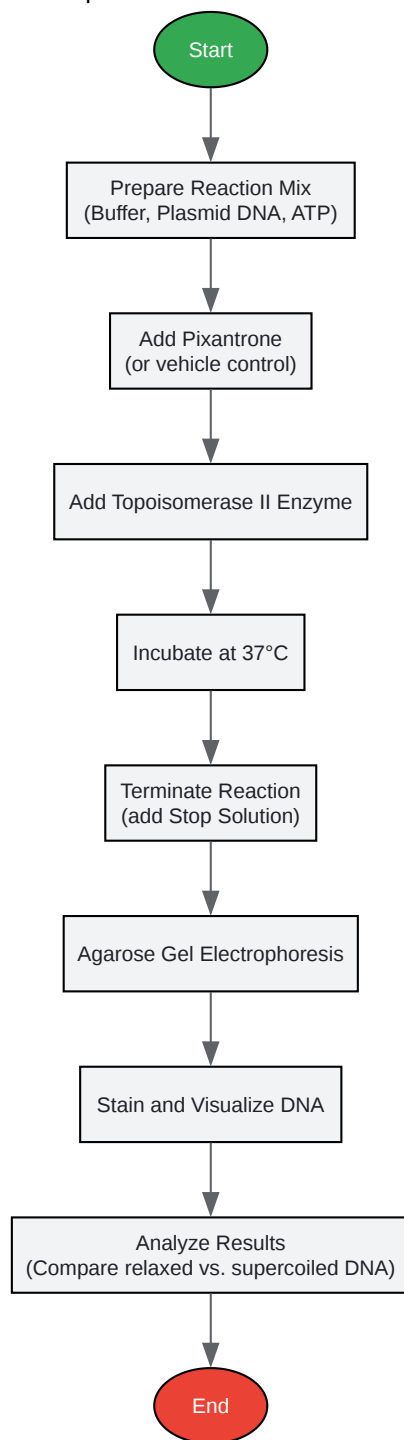 Start
Prepare Reaction Mix
(Buffer, Plasmid DNA, ATP)
Add Pixantrone
(or vehicle control)
Add Topoisomerase II Enzyme
Incubate at 37°C
Terminate Reaction
(add Stop Solution)
Agarose Gel Electrophoresis
Stain and Visualize DNA
Analyze Results
(Compare relaxed vs. supercoiled DNA)
End